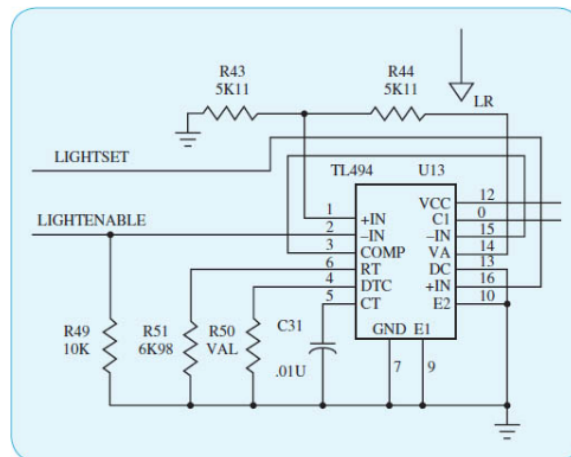 R43
5K11
R44
5K11
LR
LIGHTSET
TL494 U13
LIGHTENABLE
1 +IN
2 –IN
3 COMP
6 RT
4 DTC
5 CT
VCC 12
C1 0
–IN 15
VA 14
DC 13
+IN 16
E2 10
GND E1
7 9
R49
10K
R51
6K98
R50
VAL
C31
.01U